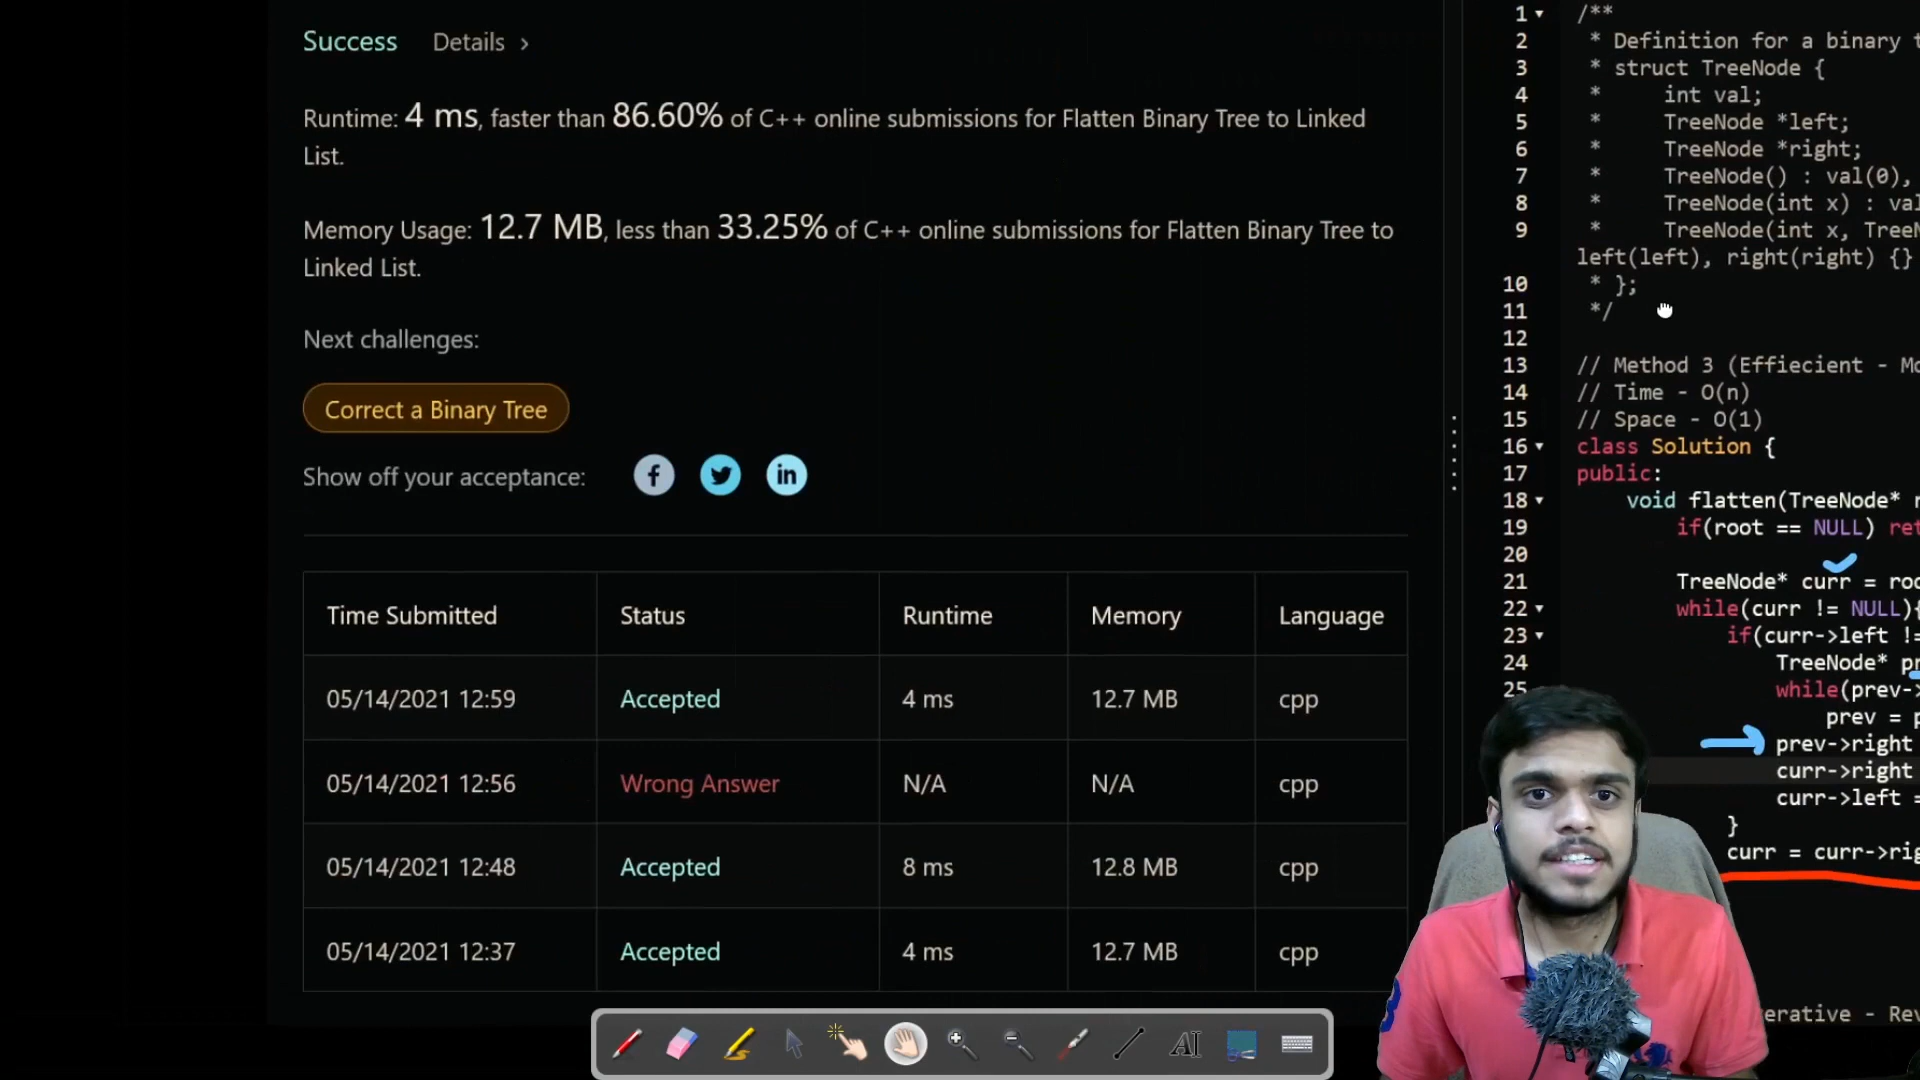 Success Details >
Runtime: 4 ms, faster than 86.60% of C++ online submissions for Flatten Binary Tree to Linked
List.
Memory Usage: 12.7 MB, less than 33.25% of C++ online submissions for Flatten Binary Tree to
Linked List.
Next challenges:
Correct a Binary Tree
Show off your acceptance:
Time Submitted Status Runtime Memory Language
05/14/2021 12:59 Accepted 4 ms 12.7 MB cpp
05/14/2021 12:56 Wrong Answer N/A N/A cpp
05/14/2021 12:48 Accepted 8 ms 12.8 MB cpp
05/14/2021 12:37 Accepted 4 ms 12.7 MB cpp
1 /**
2 * Definition for a binary
3 * struct TreeNode {
4 * int val;
5 * TreeNode *left;
6 * TreeNode *right;
7 * TreeNode() : val(0),
8 * TreeNode(int x) : val
9 * TreeNode(int x, TreeN
left(left), right(right) {}
10 * };
11 */
12
13 // Method 3 (Effiecient - Mo
14 // Time - O(n)
15 // Space - O(1)
16 class Solution {
17 public:
18 void flatten(TreeNode* r
19 if(root == NULL) ret
20
21 TreeNode* curr = roo
22 while(curr != NULL){
23 if(curr->left !=
24 TreeNode* pr
25 while(prev->
prev = p
prev->right
curr->right
curr->left =
}
curr = curr->rig
erative - Rev
AI